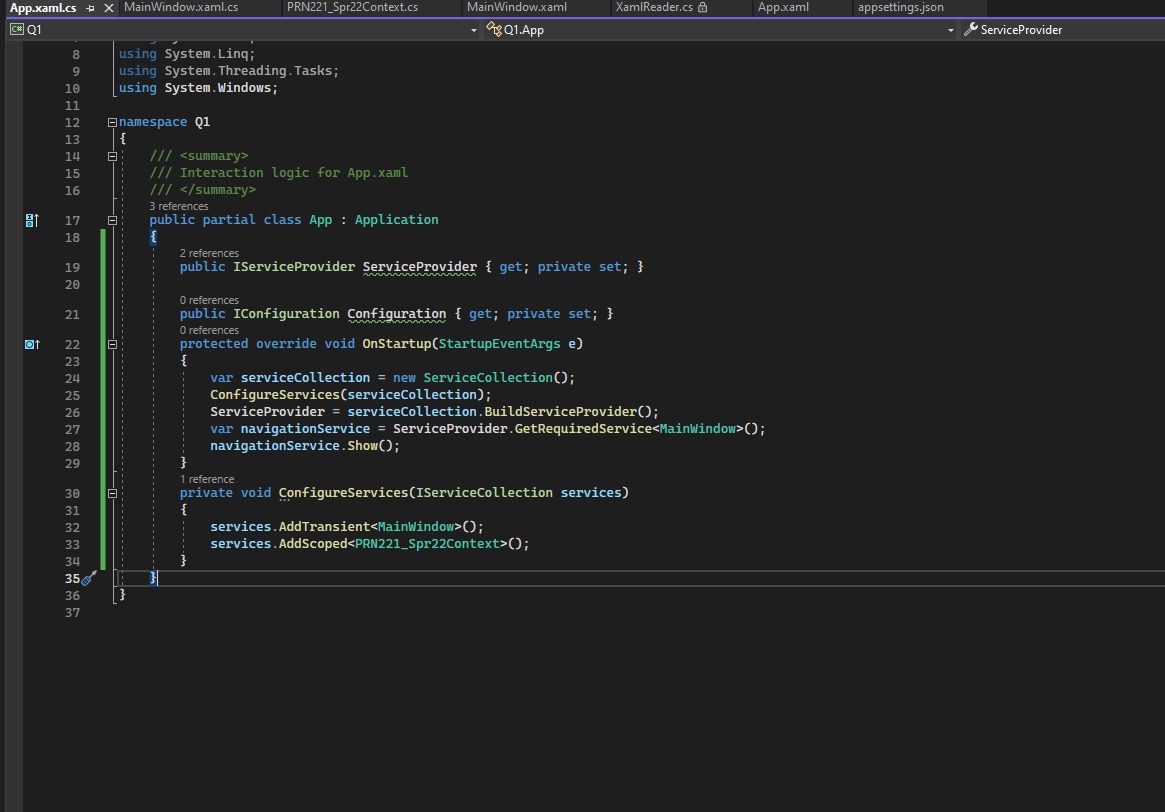 App.xaml.cs MainWindow.xaml.cs PRN221_Spr22Context.cs MainWindow.xaml XamlReader.cs App.xaml appsettings.json
C# Q1 Q1.App ServiceProvider
8 using System.Linq;
9 using System.Threading.Tasks;
10 using System.Windows;
11
12 namespace Q1
13 {
14 /// <summary>
15 /// Interaction logic for App.xaml
16 /// </summary>
3 references
17 public partial class App : Application
18 {
2 references
19 public IServiceProvider ServiceProvider { get; private set; }
20
0 references
21 public IConfiguration Configuration { get; private set; }
0 references
22 protected override void OnStartup(StartupEventArgs e)
23 {
24 var serviceCollection = new ServiceCollection();
25 ConfigureServices(serviceCollection);
26 ServiceProvider = serviceCollection.BuildServiceProvider();
27 var navigationService = ServiceProvider.GetRequiredService<MainWindow>();
28 navigationService.Show();
29 }
1 reference
30 private void ConfigureServices(IServiceCollection services)
31 {
32 services.AddTransient<MainWindow>();
33 services.AddScoped<PRN221_Spr22Context>();
34 }
35 }
36 }
37